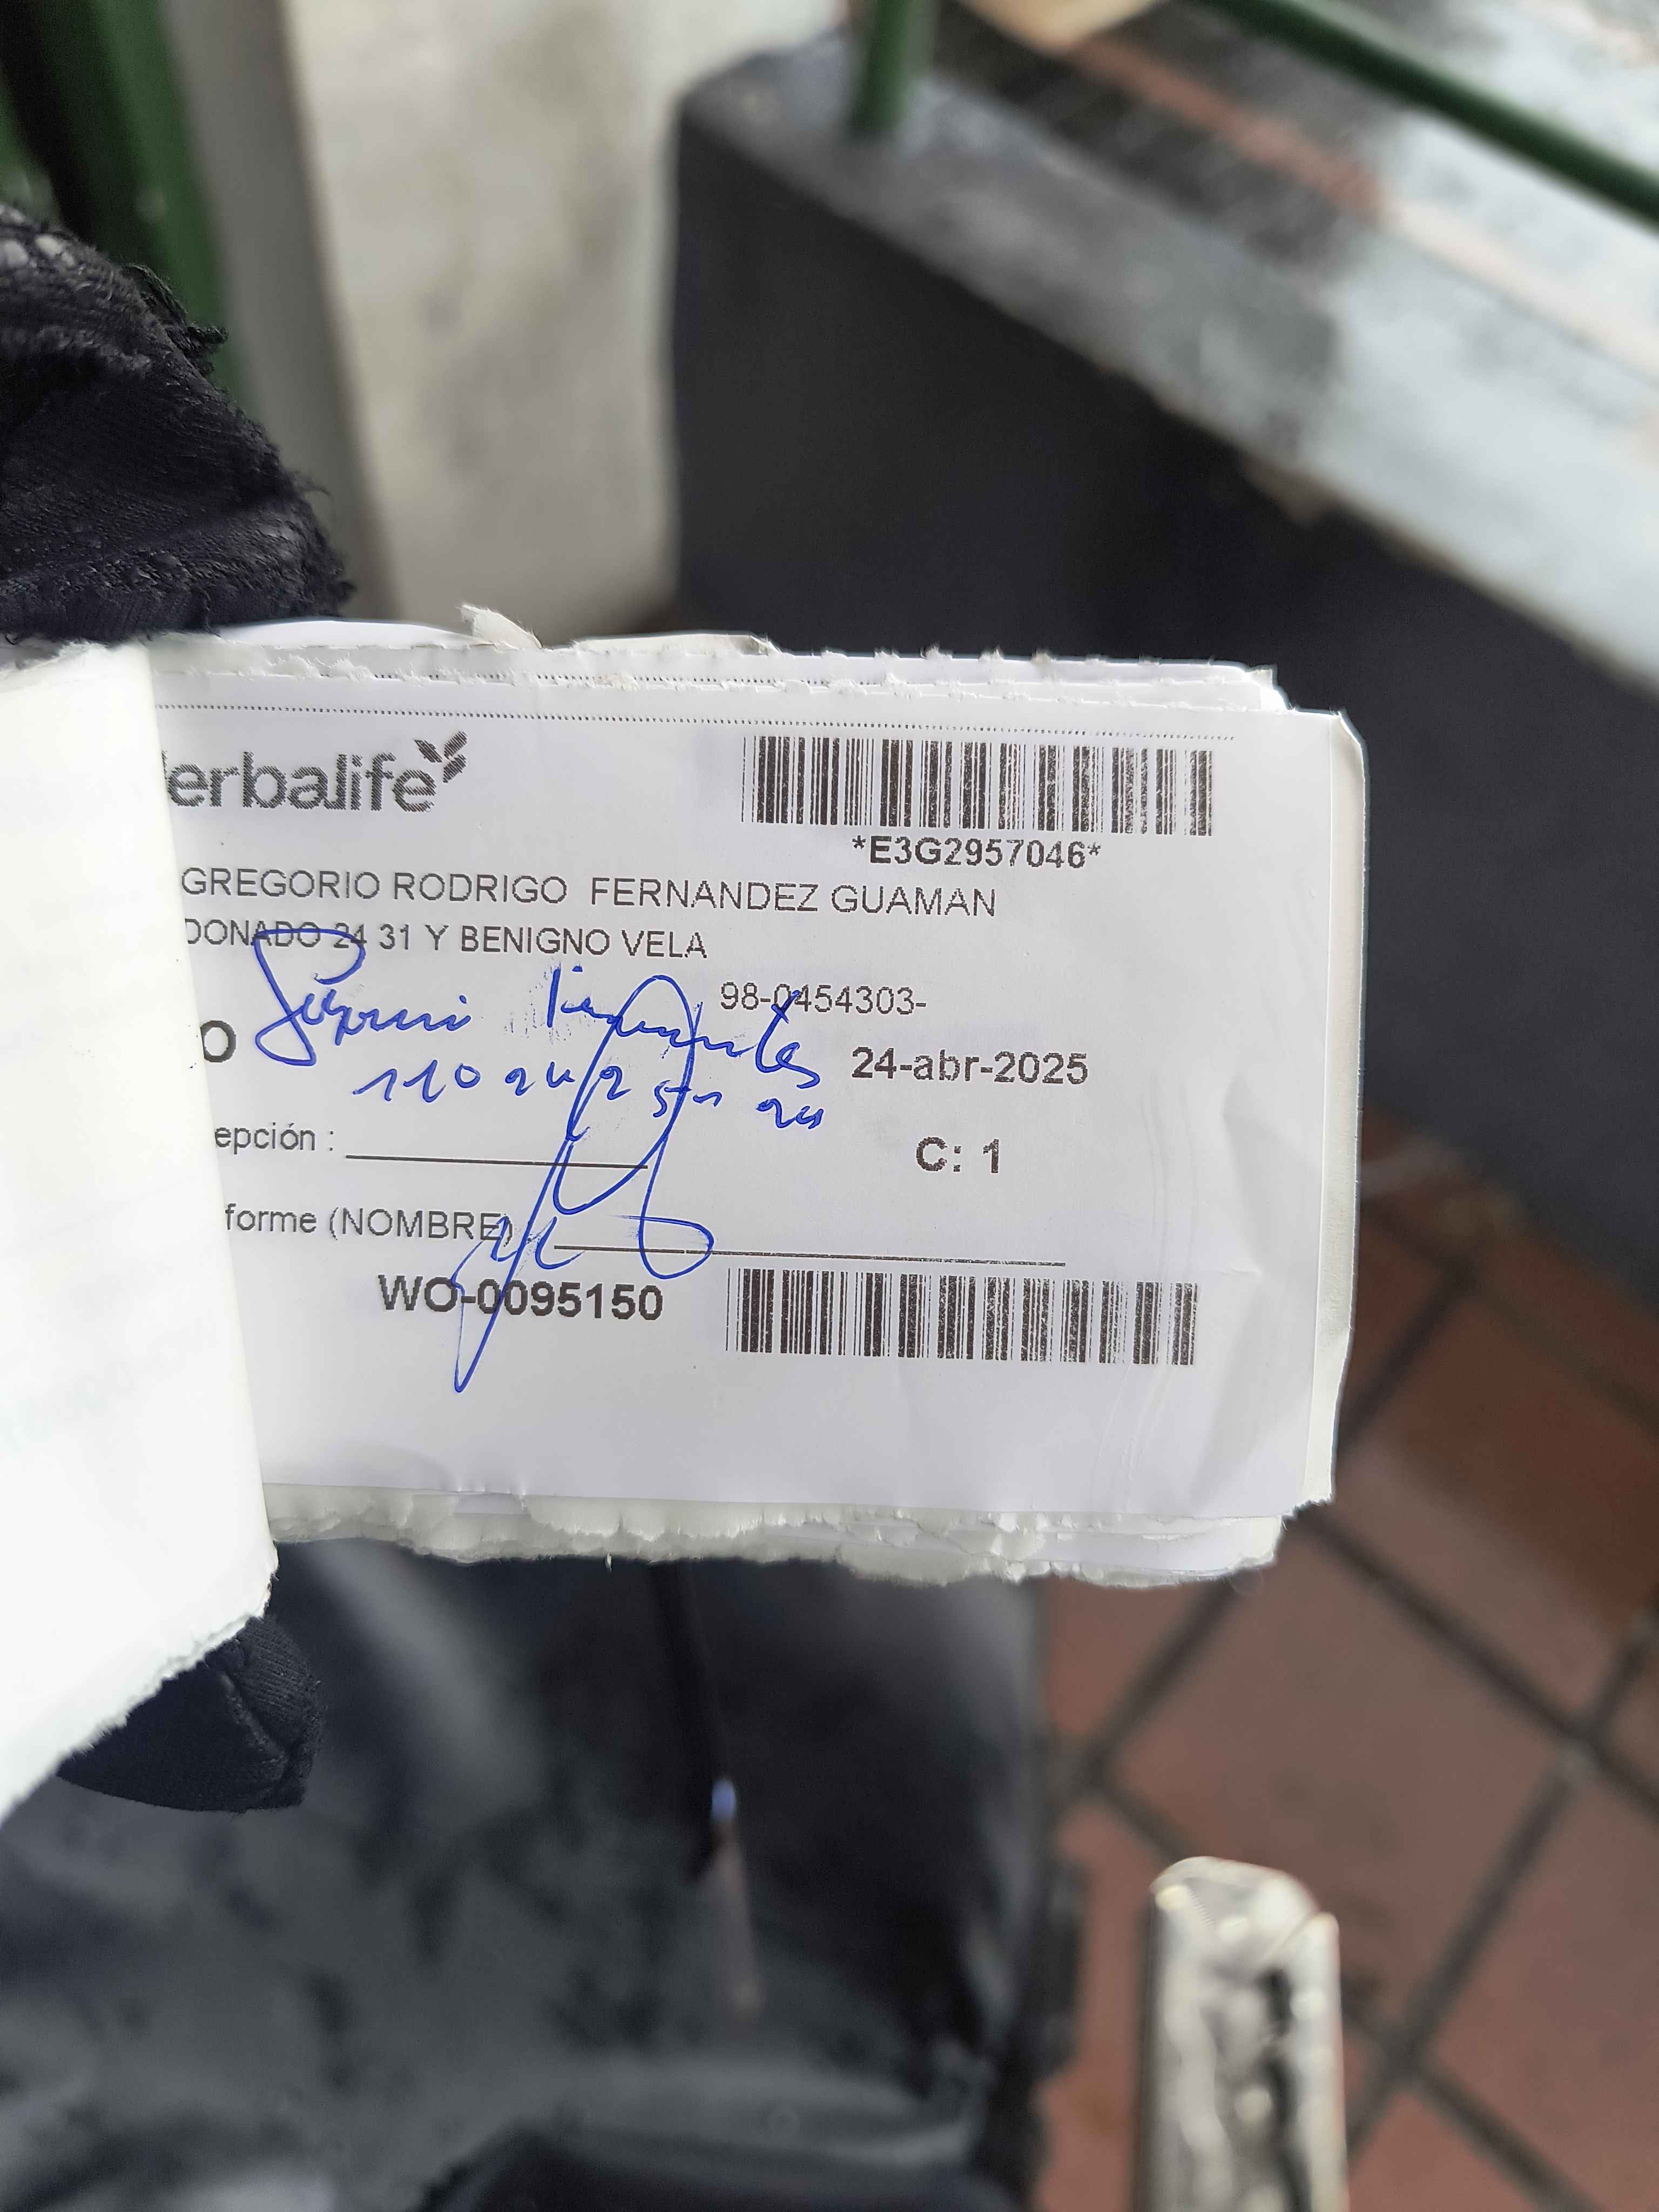 erbalife
*E3G2957046*
GREGORIO RODRIGO FERNANDEZ GUAMAN
DONADO 24 31 Y BENIGNO VELA
98-0454303-
O
24-abr-2025
epción :
C: 1
forme (NOMBRE)
WO-0095150